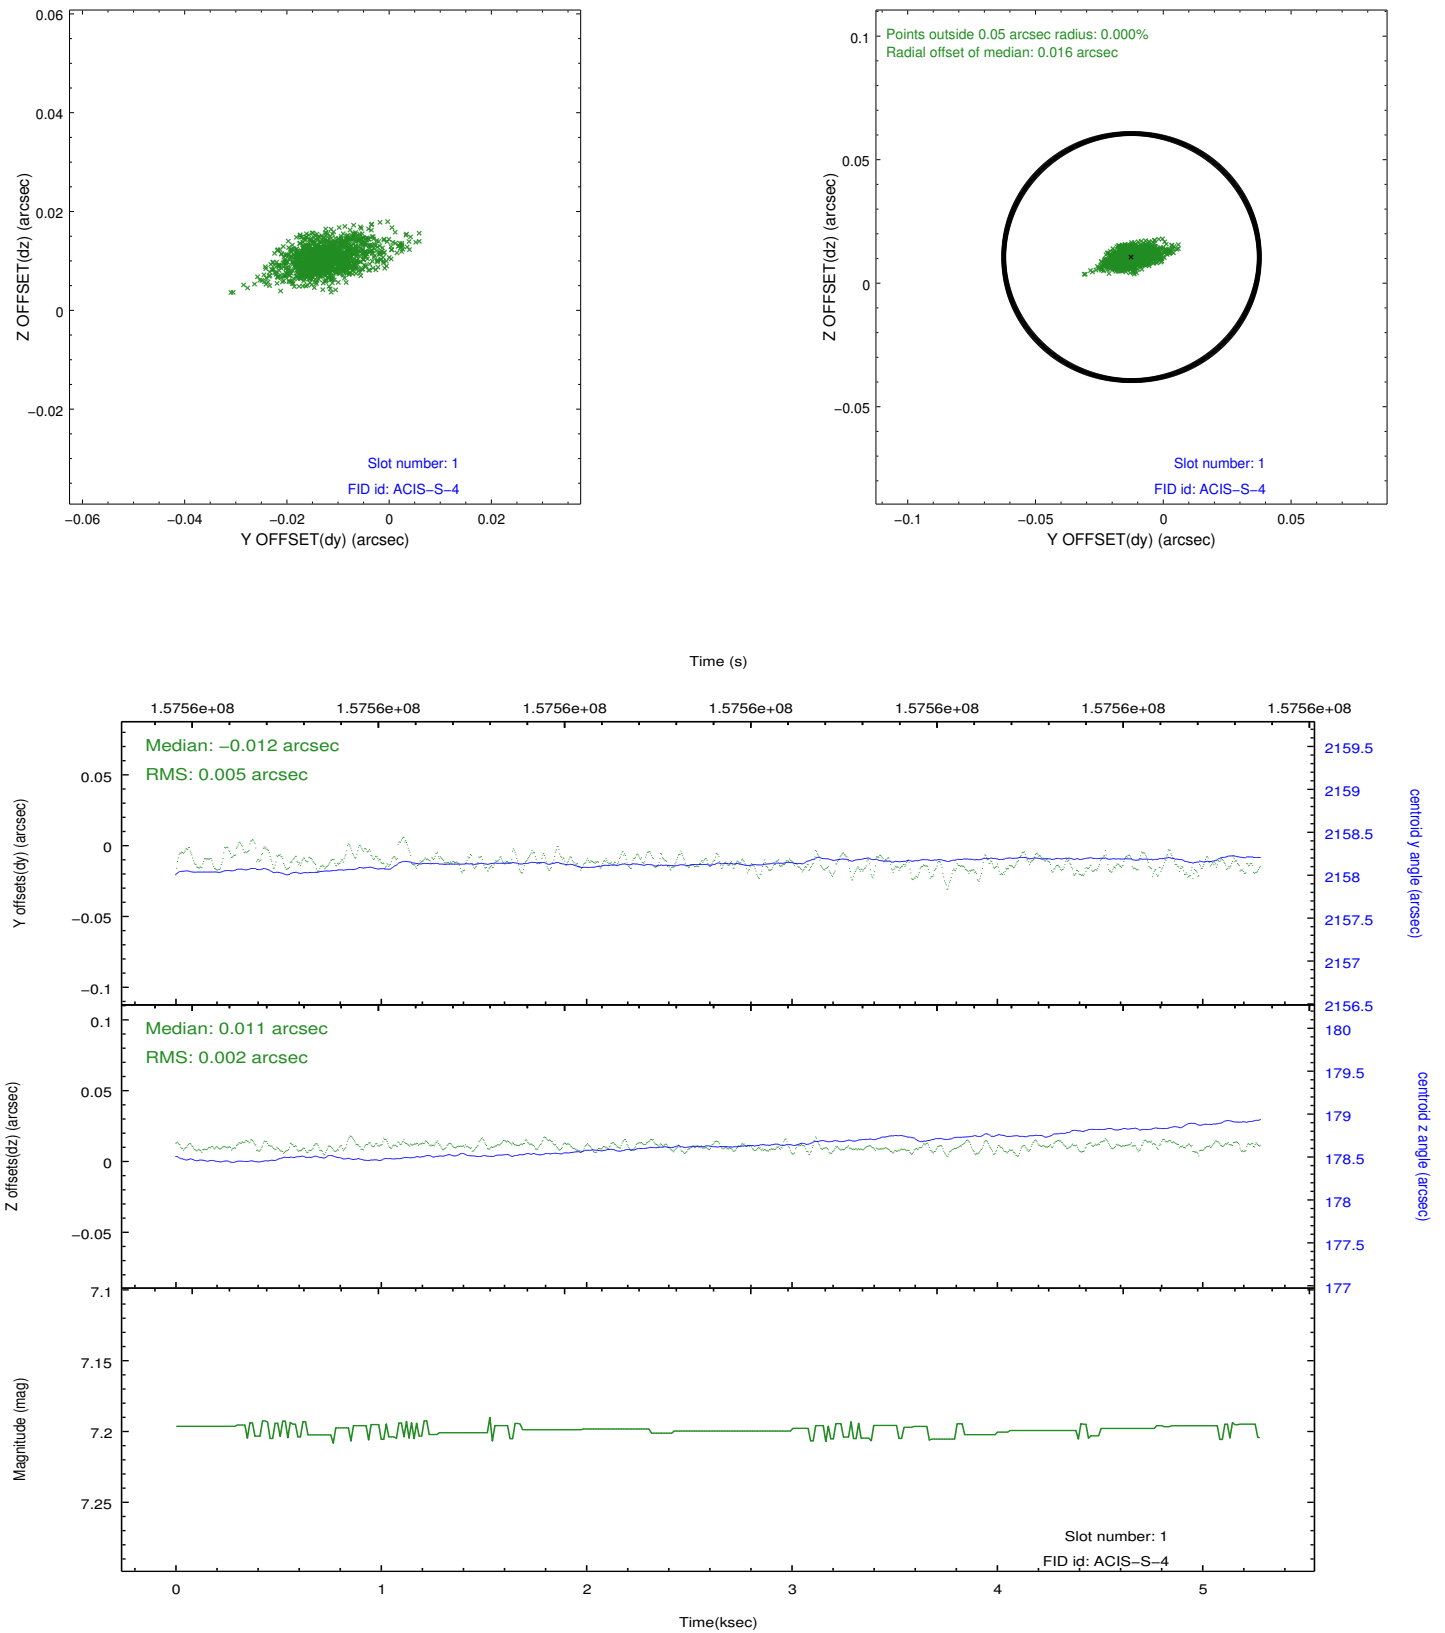 0.06
0.04
0.02
0
−0.02
Z OFFSET(dz) (arcsec)
Slot number: 1
FID id: ACIS−S−4
−0.06 −0.04 −0.02 0 0.02
Y OFFSET(dy) (arcsec)
Points outside 0.05 arcsec radius: 0.000%
Radial offset of median: 0.016 arcsec
0.1
0.05
0
−0.05
Z OFFSET(dz) (arcsec)
Slot number: 1
FID id: ACIS−S−4
−0.1 −0.05 0 0.05
Y OFFSET(dy) (arcsec)
Time (s)
1.5756e+08 1.5756e+08 1.5756e+08 1.5756e+08 1.5756e+08 1.5756e+08 1.5756e+08
Median: −0.012 arcsec
RMS: 0.005 arcsec
0.05
0
−0.05
−0.1
Y offsets(dy) (arcsec)
2159.5
2159
2158.5
2158
2157.5
2157
2156.5
centroid y angle (arcsec)
Median: 0.011 arcsec
RMS: 0.002 arcsec
0.1
0.05
0
−0.05
Z offsets(dz) (arcsec)
180
179.5
179
178.5
178
177.5
177
centroid z angle (arcsec)
7.1
7.15
7.2
7.25
Magnitude (mag)
Slot number: 1
FID id: ACIS−S−4
0 1 2 3 4 5
Time(ksec)